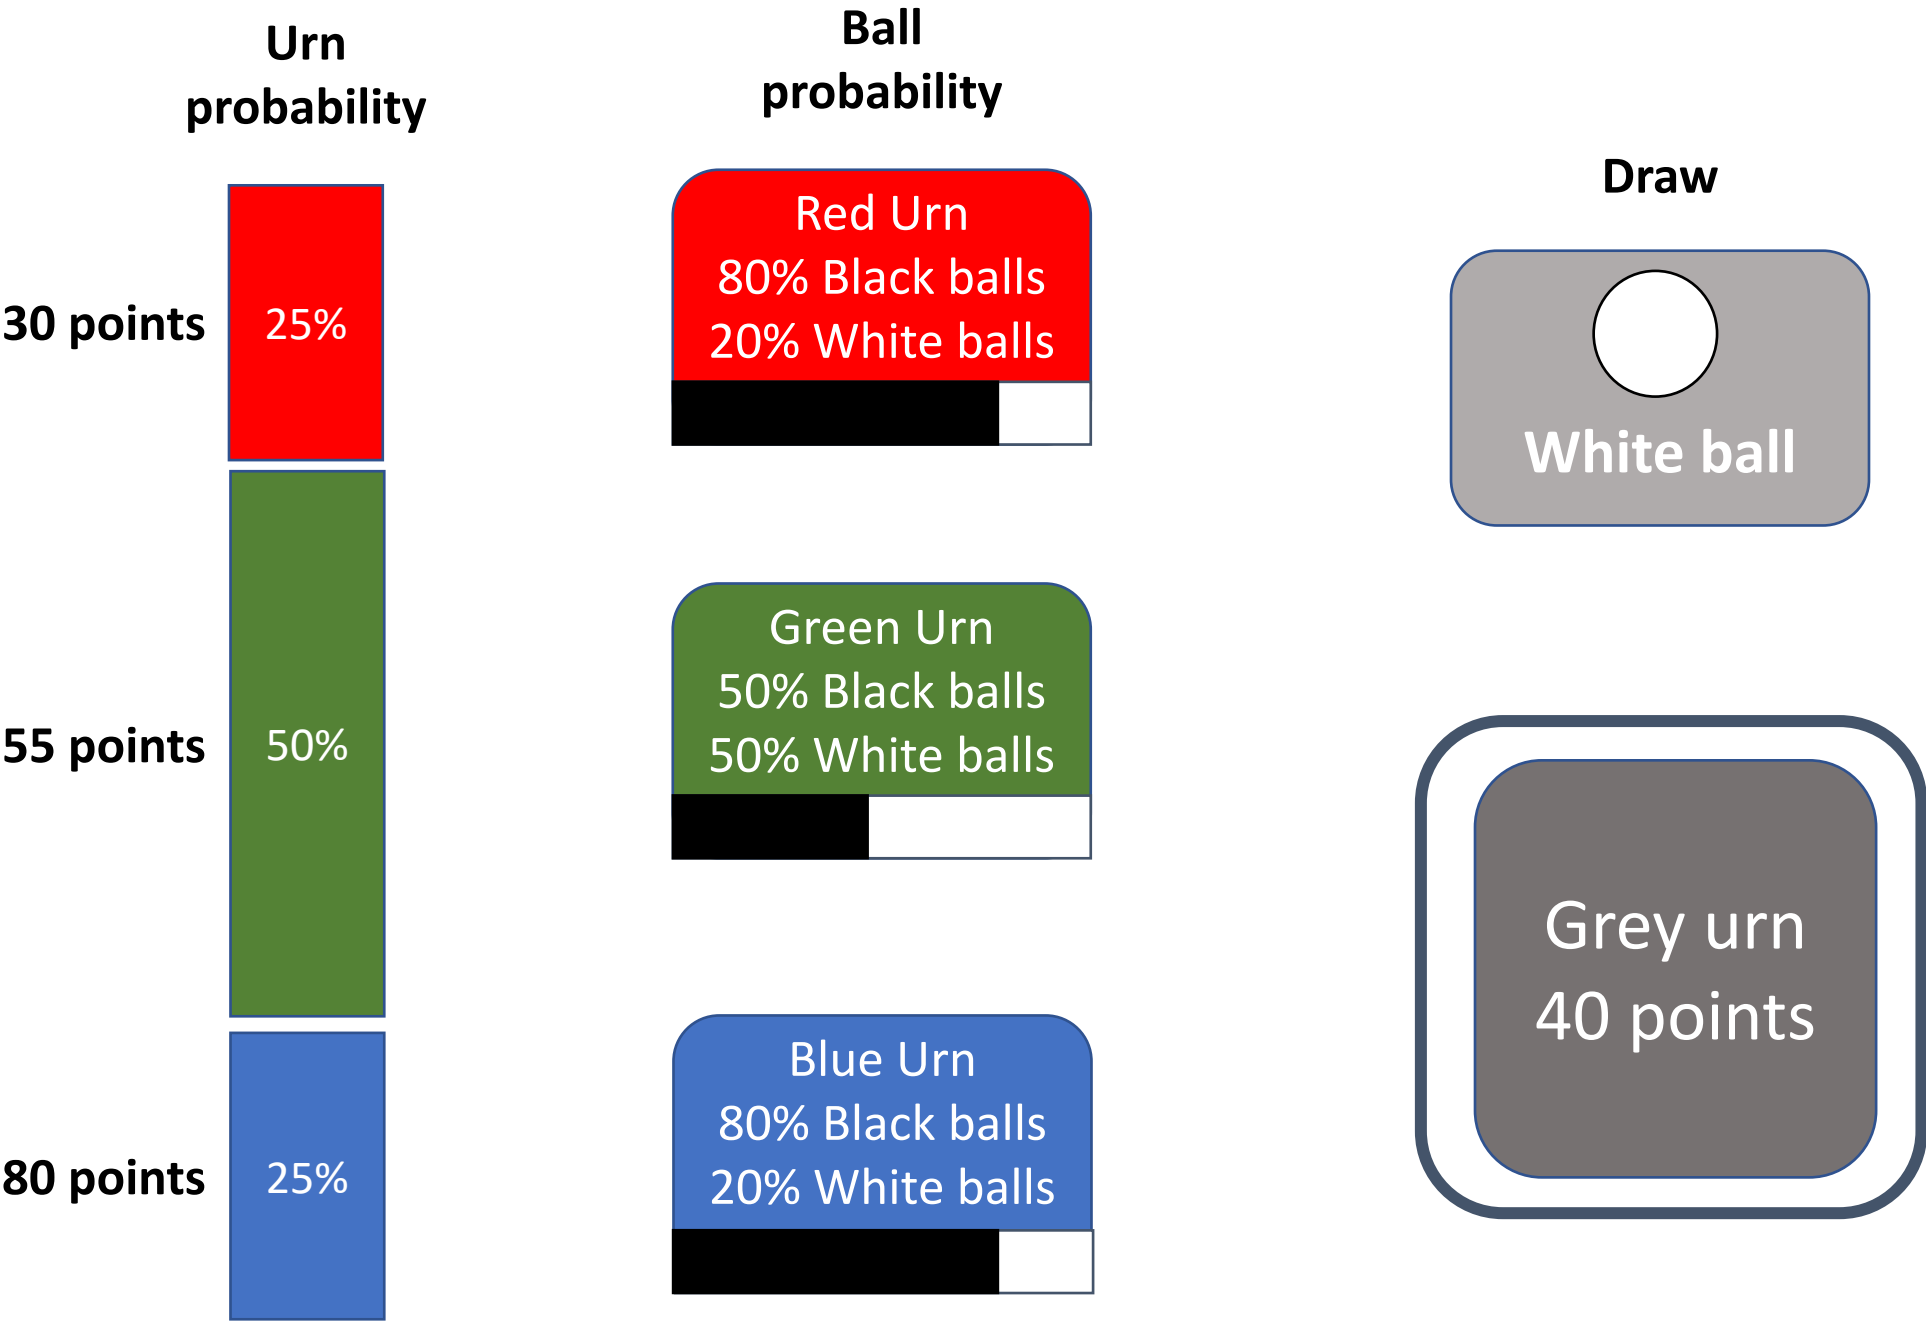 Urn
probability
30 points
25%
55 points
50%
80 points
25%
Ball
probability
Red Urn
80% Black balls
20% White balls
Green Urn
50% Black balls
50% White balls
Blue Urn
80% Black balls
20% White balls
Draw
White ball
Grey urn
40 points